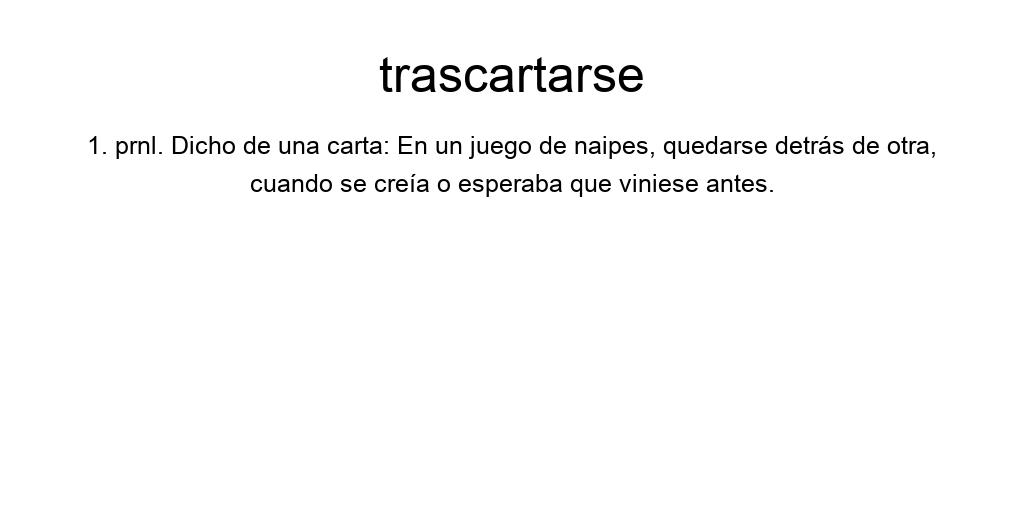 trascartarse
1. prnl. Dicho de una carta: En un juego de naipes, quedarse detrás de otra,
cuando se creía o esperaba que viniese antes.